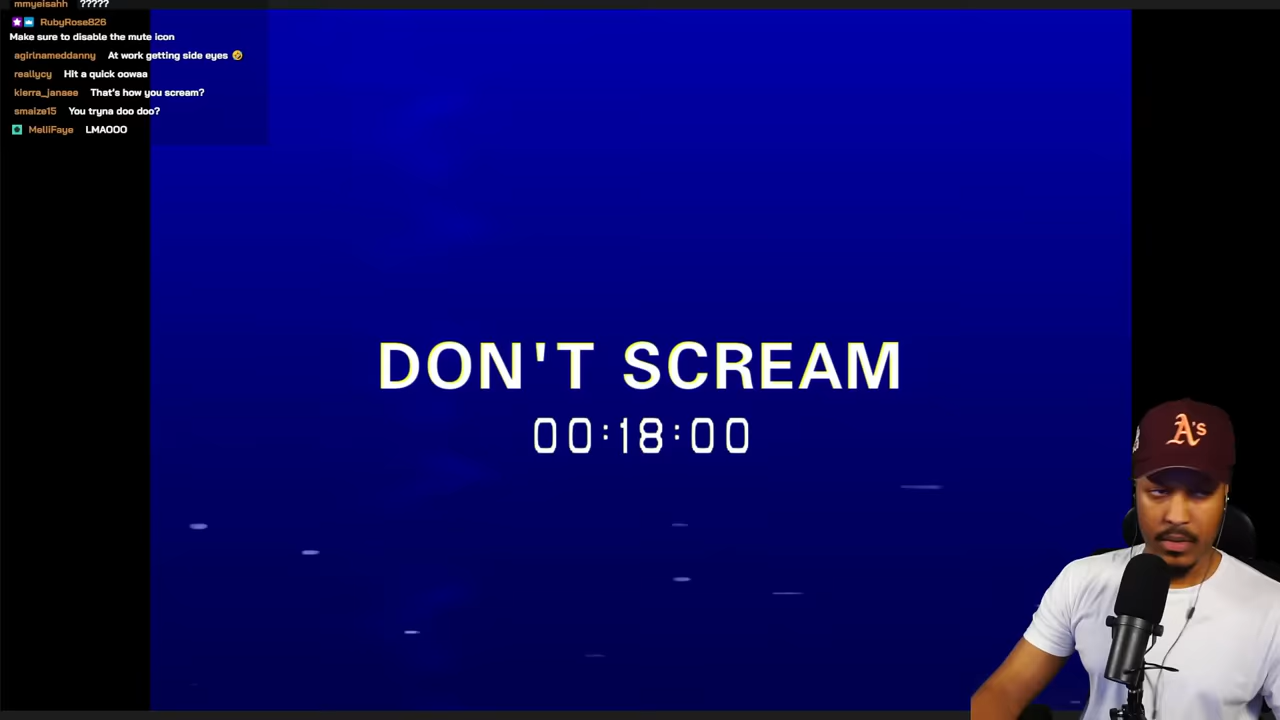 mmyeisahh ?????
RubyRose826
Make sure to disable the mute icon
agirlnameddanny At work getting side eyes 🤣
reallycy Hit a quick oowaa
kierra_janaee That's how you scream?
smaize15 You tryna doo doo?
MelliFaye LMAOOO
DON'T SCREAM
00:18:00
A's